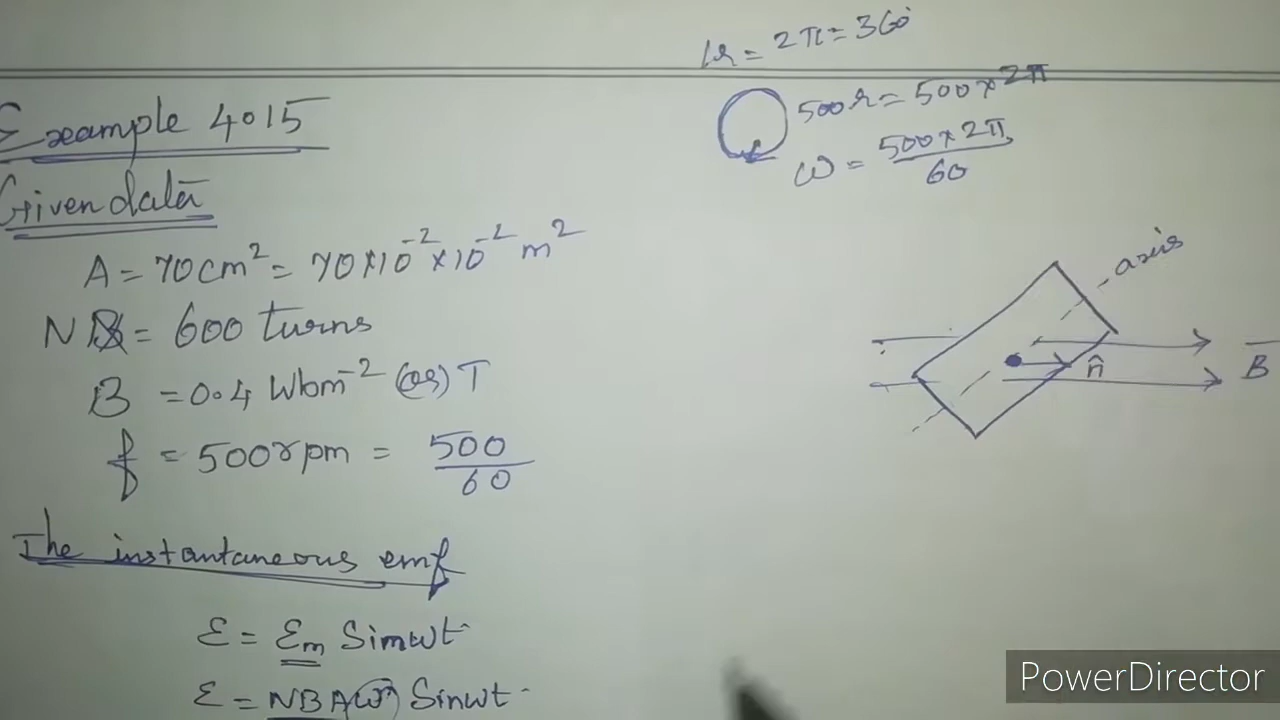 1r = 2π = 360°
500r = 500 × 2π
ω = 500 × 2π / 60
Example 4.15
Given data
A = 70 cm² = 70×10⁻²×10⁻² m²
N = 600 turns
B = 0.4 Wbm⁻² (or) T
f = 500 rpm = 500 / 60
axis
n̂
B
The instantaneous emf
ε = εm Sinωt
ε = NBAω Sinωt
PowerDirector